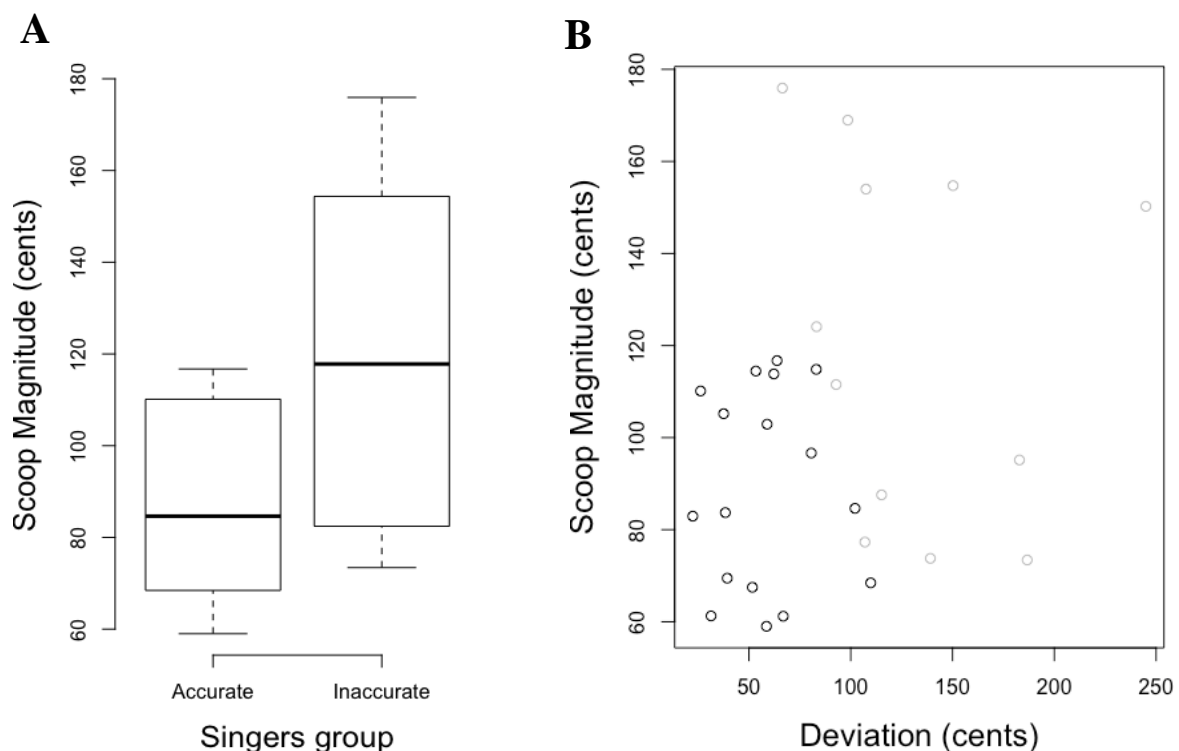 A
Scoop Magnitude (cents)
180
160
140
120
100
80
60
Accurate
Inaccurate
Singers group
B
Scoop Magnitude (cents)
180
160
140
120
100
80
60
50
100
150
200
250
Deviation (cents)